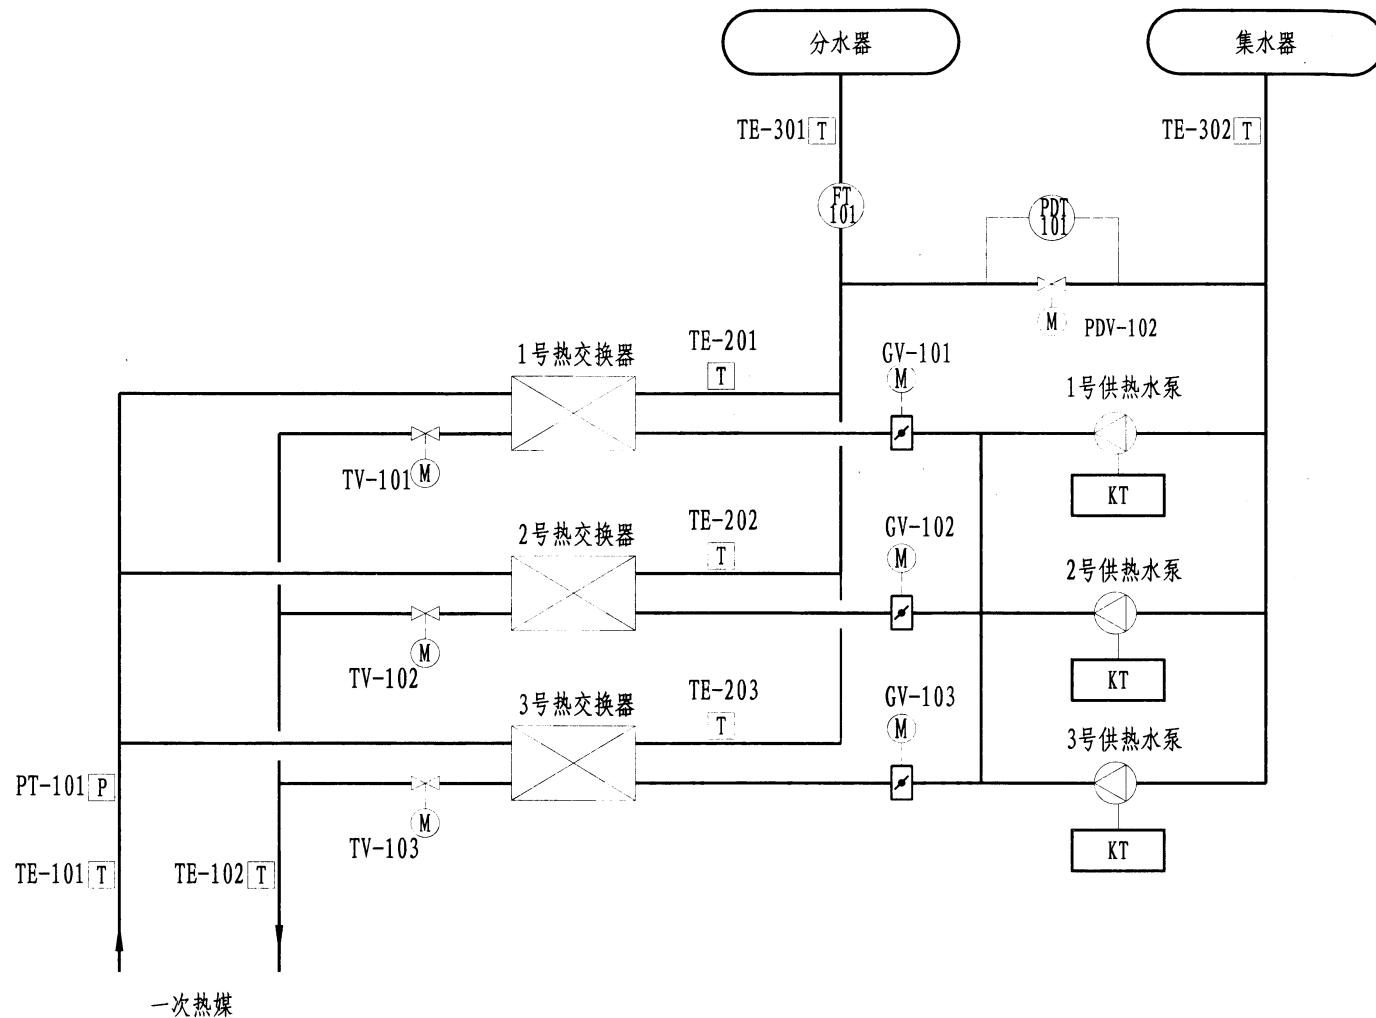 分水器
集水器
TE-301 T
TE-302 T
FT
101
PDT
101
M
PDV-102
TE-201
T
1号热交换器
GV-101
M
1号供热水泵
TV-101 M
KT
TE-202
T
2号热交换器
GV-102
M
2号供热水泵
TV-102 M
KT
TE-203
T
3号热交换器
GV-103
M
3号供热水泵
PT-101 P
TV-103 M
KT
TE-101 T
TE-102 T
一次热媒